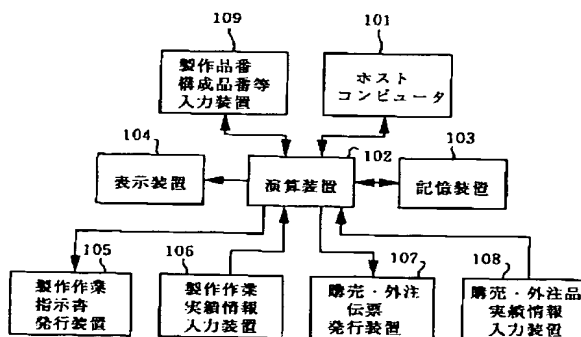 109
製作品番
構成品番等
入力装置
101
ホスト
コンピュータ
104
表示装置
102
演算装置
103
記憶装置
105
製作作業
指示書
発行装置
106
製作作業
実績情報
入力装置
107
購売・外注
伝票
発行装置
108
購売・外注品
実績情報
入力装置